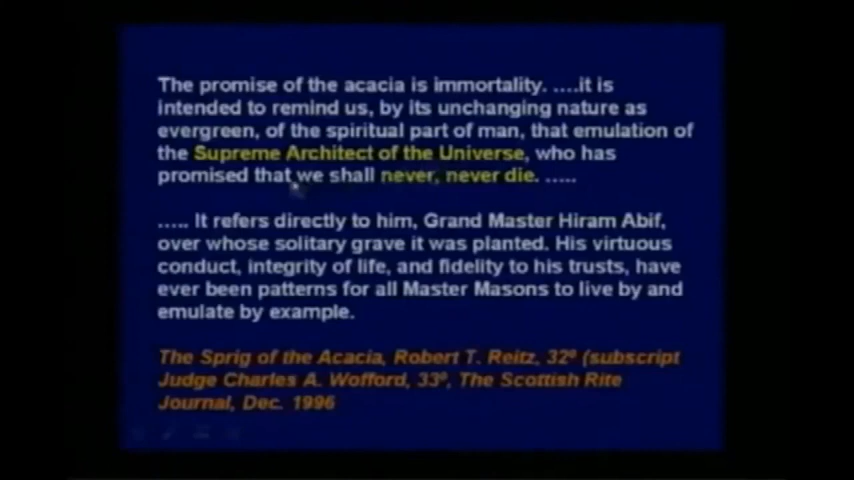 The promise of the acacia is immortality. ....it is
intended to remind us, by its unchanging nature as
evergreen, of the spiritual part of man, that emulation of
the Supreme Architect of the Universe, who has
promised that we shall never, never die. .....
..... It refers directly to him, Grand Master Hiram Abif,
over whose solitary grave it was planted. His virtuous
conduct, integrity of life, and fidelity to his trusts, have
ever been patterns for all Master Masons to live by and
emulate by example.
The Sprig of the Acacia, Robert T. Reitz, 32º (subscript
Judge Charles A. Wofford, 33º, The Scottish Rite
Journal, Dec. 1996